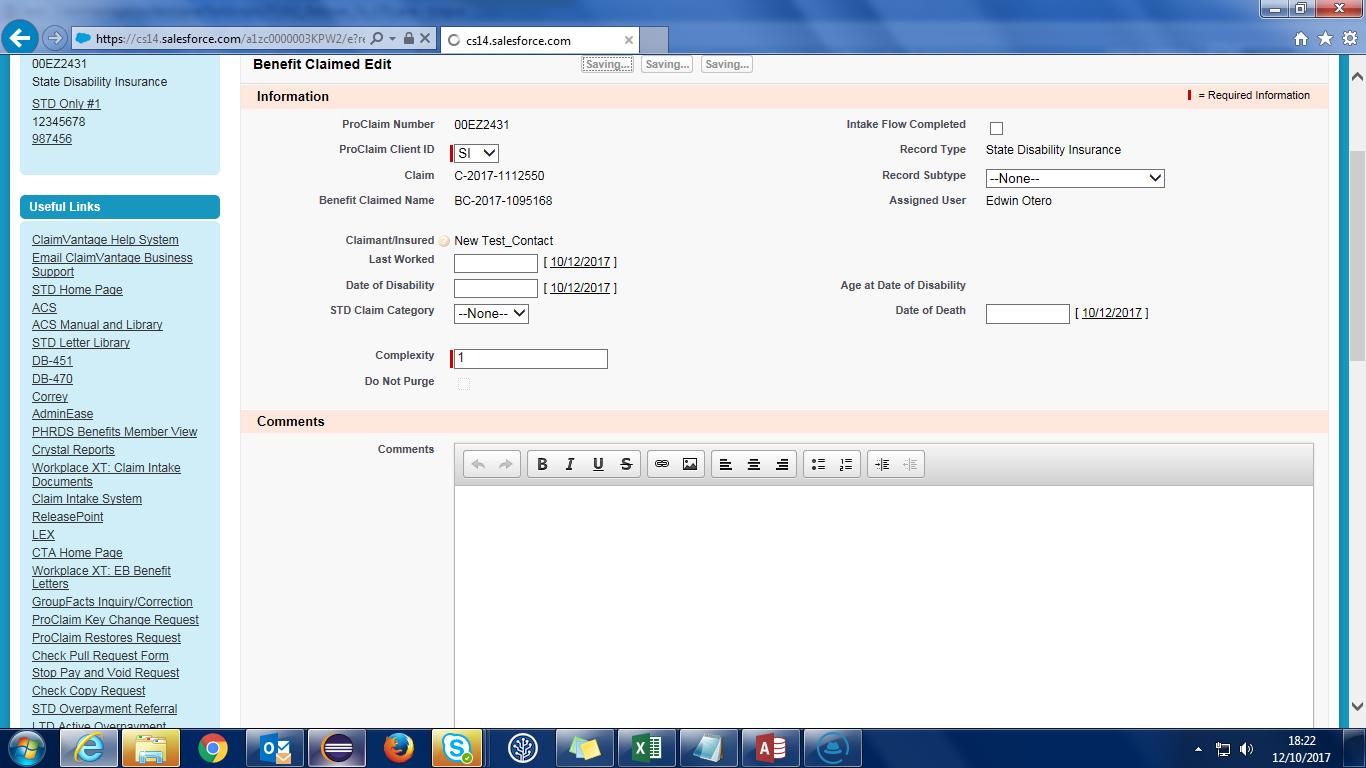 https://cs14.salesforce.com/a1zc0000003KPW2/e?re
cs14.salesforce.com
00EZ2431
State Disability Insurance
STD Only #1
12345678
987456
Useful Links
ClaimVantage Help System
Email ClaimVantage Business
Support
STD Home Page
ACS
ACS Manual and Library
STD Letter Library
DB-451
DB-470
Correy
AdminEase
PHRDS Benefits Member View
Crystal Reports
Workplace XT: Claim Intake
Documents
Claim Intake System
ReleasePoint
LEX
CTA Home Page
Workplace XT: EB Benefit
Letters
GroupFacts Inquiry/Correction
ProClaim Key Change Request
ProClaim Restores Request
Check Pull Request Form
Stop Pay and Void Request
Check Copy Request
STD Overpayment Referral
LTD Active Overpayment
Benefit Claimed Edit Saving... Saving... Saving...
Information = Required Information
ProClaim Number 00EZ2431 Intake Flow Completed
ProClaim Client ID SI Record Type State Disability Insurance
Claim C-2017-1112550 Record Subtype --None--
Benefit Claimed Name BC-2017-1095168 Assigned User Edwin Otero
Claimant/Insured New Test_Contact
Last Worked [ 10/12/2017 ]
Date of Disability [ 10/12/2017 ] Age at Date of Disability
STD Claim Category --None-- Date of Death [ 10/12/2017 ]
Complexity 1
Do Not Purge
Comments
Comments
B I U S
18:22
12/10/2017